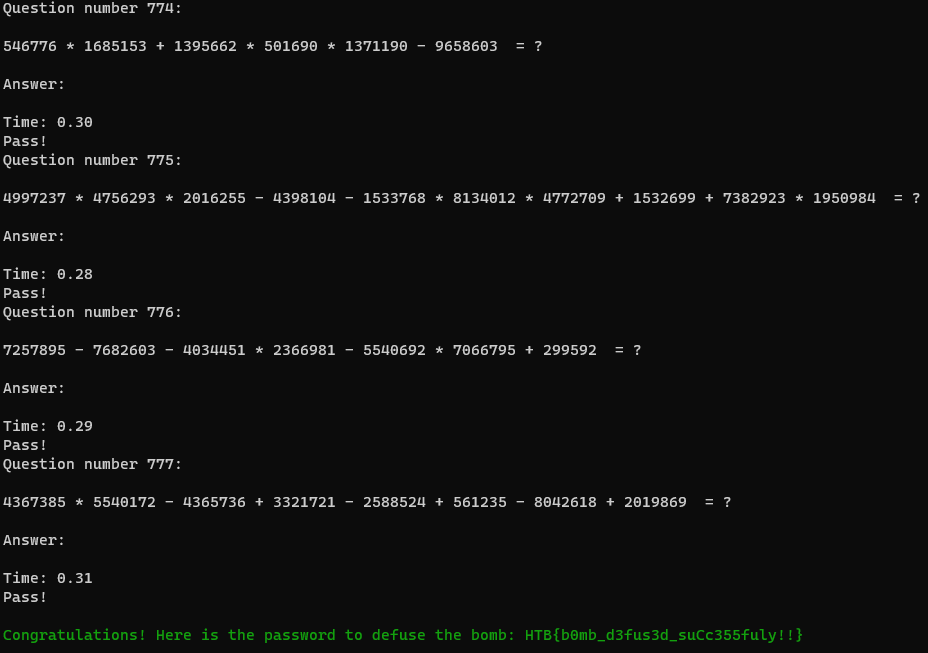 Question number 774:
546776 * 1685153 + 1395662 * 501690 * 1371190 - 9658603  = ?
Answer:
Time: 0.30
Pass!
Question number 775:
4997237 * 4756293 * 2016255 - 4398104 - 1533768 * 8134012 * 4772709 + 1532699 + 7382923 * 1950984  = ?
Answer:
Time: 0.28
Pass!
Question number 776:
7257895 - 7682603 - 4034451 * 2366981 - 5540692 * 7066795 + 299592  = ?
Answer:
Time: 0.29
Pass!
Question number 777:
4367385 * 5540172 - 4365736 + 3321721 - 2588524 + 561235 - 8042618 + 2019869  = ?
Answer:
Time: 0.31
Pass!
Congratulations! Here is the password to defuse the bomb: HTB{b0mb_d3fus3d_suCc355fuly!!}